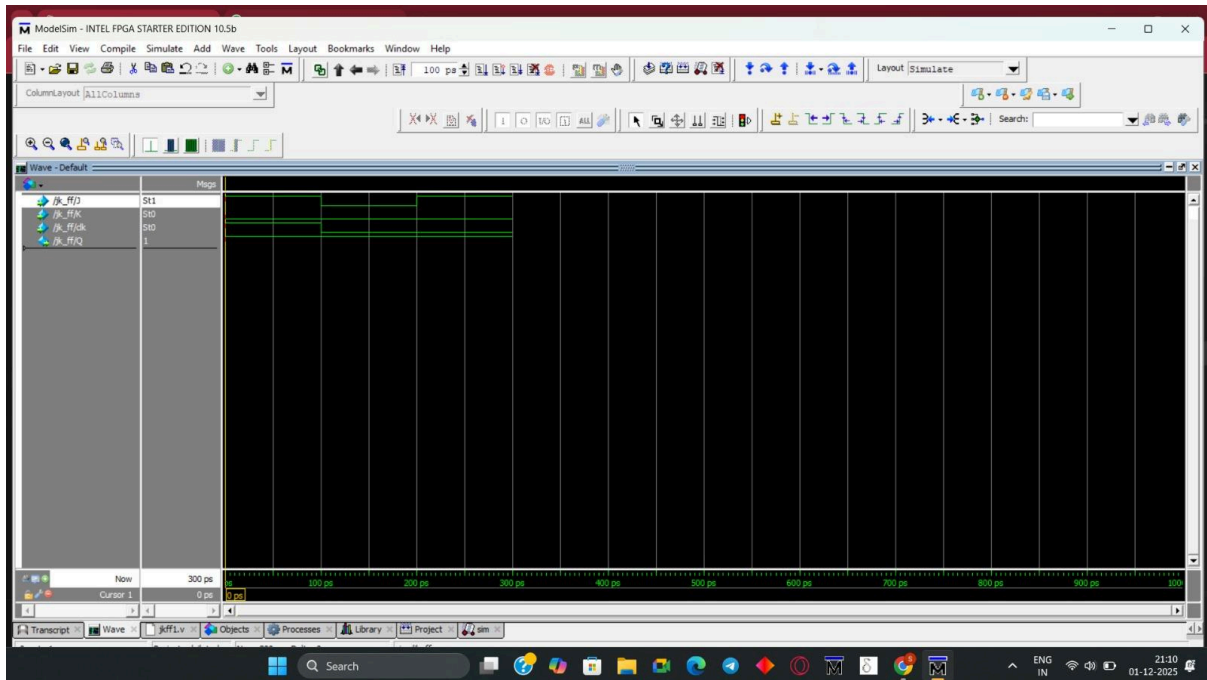 ModelSim - INTEL FPGA STARTER EDITION 10.5b
File Edit View Compile Simulate Add Wave Tools Layout Bookmarks Window Help
100 ps
Layout Simulate
ColumnLayout AllColumns
Search:
Wave - Default
Msgs
/jk_ff/J St1
/jk_ff/K St0
/jk_ff/clk St0
/jk_ff/Q 1
Now 300 ps
ps 100 ps 200 ps 300 ps 400 ps 500 ps 600 ps 700 ps 800 ps 900 ps 100
Cursor 1 0 ps 0 ps
Transcript Wave jkff1.v Objects Processes Library Project sim
Search
ENG
IN
21:10
01-12-2025